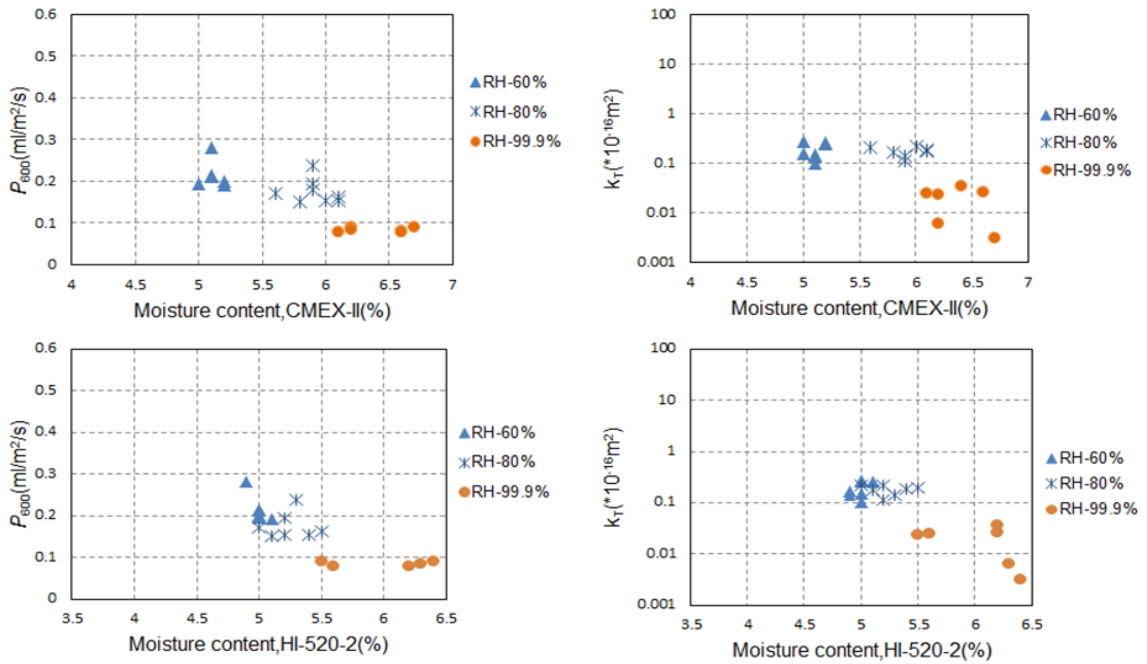 0.6
0.5
0.4
0.3
0.2
0.1
0
P600(ml/m²/s)
4 4.5 5 5.5 6 6.5 7
Moisture content,CMEX-II(%)
RH-60%
RH-80%
RH-99.9%
100
10
1
0.1
0.01
0.001
kT(*10⁻¹⁶m²)
4 4.5 5 5.5 6 6.5 7
Moisture content,CMEX-II(%)
RH-60%
RH-80%
RH-99.9%
0.6
0.5
0.4
0.3
0.2
0.1
0
P600(ml/m²/s)
3.5 4 4.5 5 5.5 6 6.5
Moisture content,HI-520-2(%)
RH-60%
RH-80%
RH-99.9%
100
10
1
0.1
0.01
0.001
kT(*10⁻¹⁶m²)
3.5 4 4.5 5 5.5 6 6.5
Moisture content,HI-520-2(%)
RH-60%
RH-80%
RH-99.9%